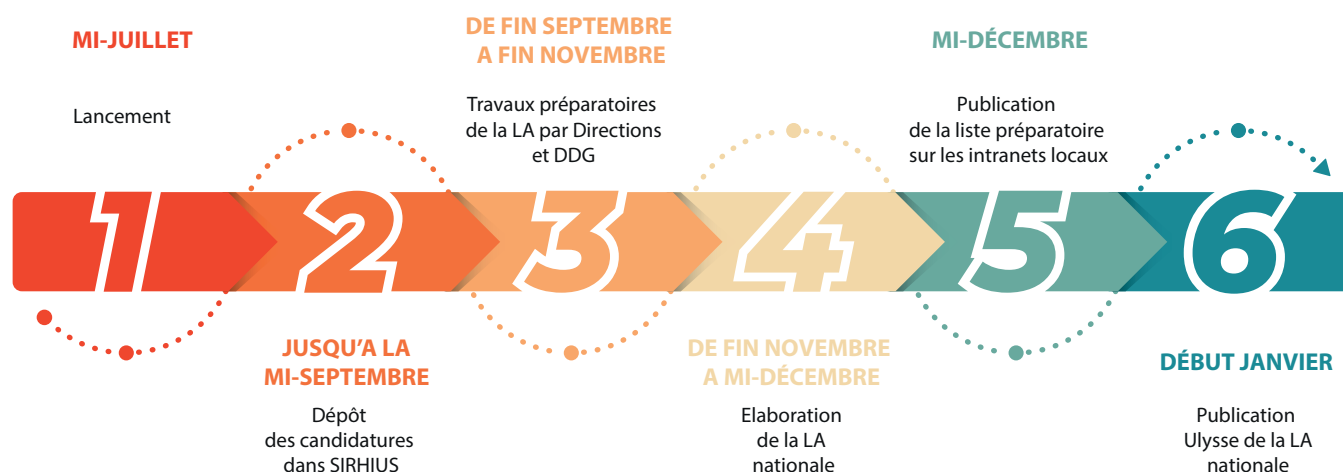 MI-JUILLET
Lancement
1
2
JUSQU’A LA
MI-SEPTEMBRE
Dépôt
des candidatures
dans SIRHIUS
DE FIN SEPTEMBRE
A FIN NOVEMBRE
Travaux préparatoires
de la LA par Directions
et DDG
3
4
DE FIN NOVEMBRE
A MI-DÉCEMBRE
Elaboration
de la LA
nationale
MI-DÉCEMBRE
Publication
de la liste préparatoire
sur les intranets locaux
5
6
DÉBUT JANVIER
Publication
Ulysse de la LA
nationale